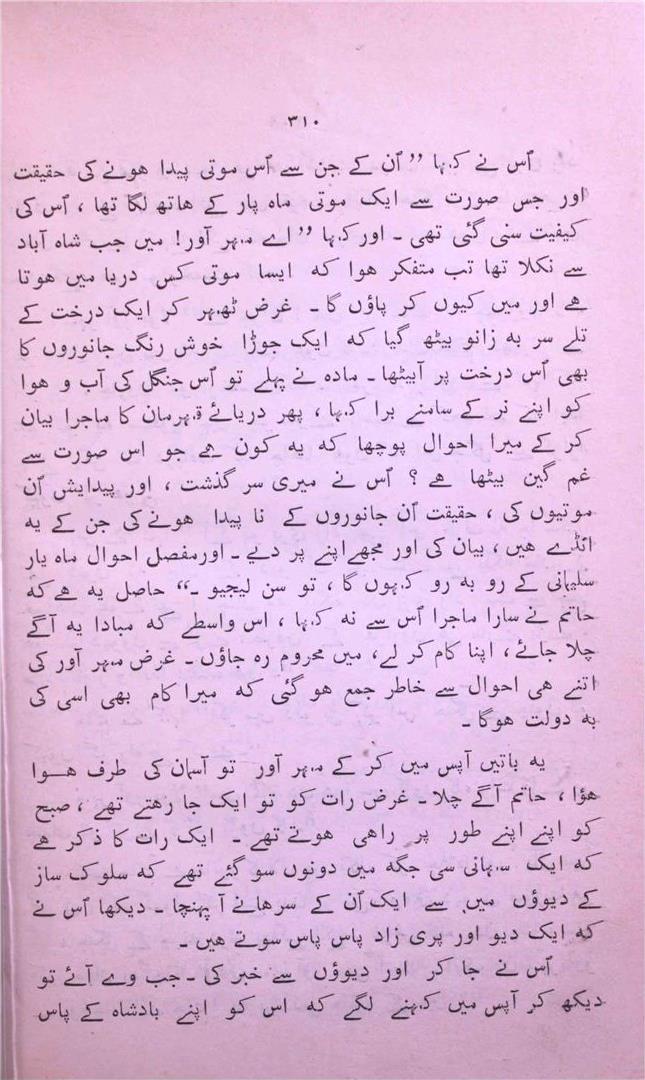 ۳۱۰
اُس نے کہا ”اُن کے جن سے اُس موتی پیدا ہونے کی حقیقت
اور جس صورت سے ایک موتی ماہ یار کے ہاتھ لگا تھا ، اُس کی
کیفیت سنی گئی تھی ۔ اور کہا ”اے مہر آور! میں جب شاہ آباد
سے نکلا تھا تب متفکر ہوا کہ ایسا موتی کس دریا میں ہوتا
ہے اور میں کیوں کر پاؤں گا ۔ غرض ٹھہر کر ایک درخت کے
تلے سر بہ زانو بیٹھ گیا کہ ایک جوڑا خوش رنگ جانوروں کا
بھی اُس درخت پر آبیٹھا ۔ مادہ نے پہلے تو اُس جنگل کی آب و ہوا
کو اپنے نر کے سامنے برا کہا ، پھر دریائے قہرمان کا ماجرا بیان
کر کے میرا احوال پوچھا کہ یہ کون ہے جو اس صورت سے
غم گین بیٹھا ہے ؟ اُس نے میری سر گذشت ، اور پیدایش اُن
موتیوں کی ، حقیقت اُن جانوروں کے نا پیدا ہونے کی جن کے یہ
انڈے ہیں ، بیان کی اور مجھے اپنے پر دیے ۔ اور مفصل احوال ماہ یار
سلیمانی کے رو بہ رو کہوں گا ، تو سن لیجیو ۔“ حاصل یہ ہے کہ
حاتم نے سارا ماجرا اُس سے نہ کہا ، اس واسطے کہ مبادا یہ آگے
چلا جائے ، اپنا کام کر لے، میں محروم رہ جاؤں ۔ غرض مہر آور کی
اتنے ہی احوال سے خاطر جمع ہو گئی کہ میرا کام بھی اسی کی
بہ دولت ہوگا ۔
یہ باتیں آپس میں کر کے مہر آور تو آسمان کی طرف ہوا
ہؤا ، حاتم آگے چلا ۔ غرض رات کو تو ایک جا رہتے تھے ، صبح
کو اپنے اپنے طور پر راہی ہوتے تھے ۔ ایک رات کا ذکر ہے
کہ ایک سہانی سی جگہ میں دونوں سو گئے تھے کہ سلوک ساز
کے دیوؤں میں سے ایک اُن کے سرہانے آ پہنچا ۔ دیکھا اُس نے
کہ ایک دیو اور پری زاد پاس پاس سوتے ہیں ۔
اُس نے جا کر اور دیوؤں سے خبر کی ۔ جب وے آئے تو
دیکھ کر آپس میں کہنے لگے کہ اس کو اپنے بادشاہ کے پاس